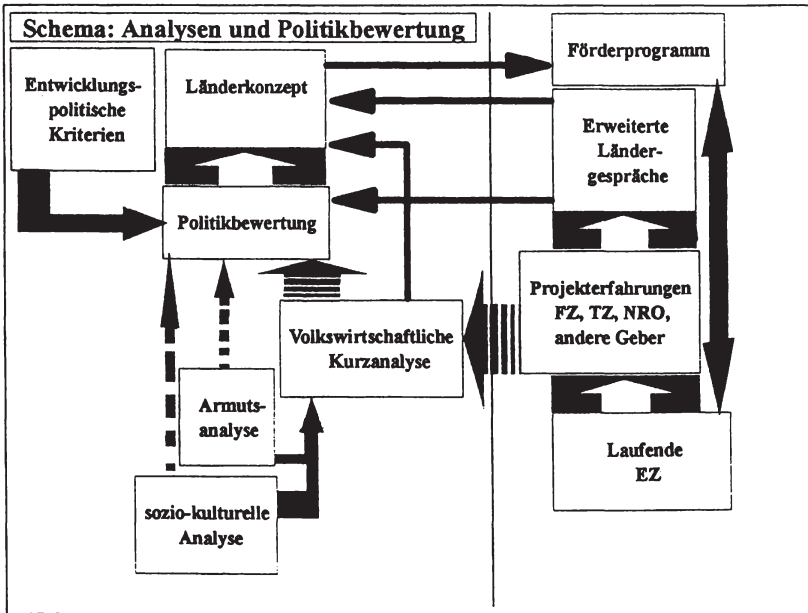 Schema: Analysen und Politikbewertung
Entwicklungs-
politische
Kriterien
Länderkonzept
Förderprogramm
Erweiterte
Länder-
gespräche
Politikbewertung
Projekterfahrungen
FZ, TZ, NRO,
andere Geber
Volkswirtschaftliche
Kurzanalyse
Armuts-
analyse
Laufende
EZ
sozio-kulturelle
Analyse